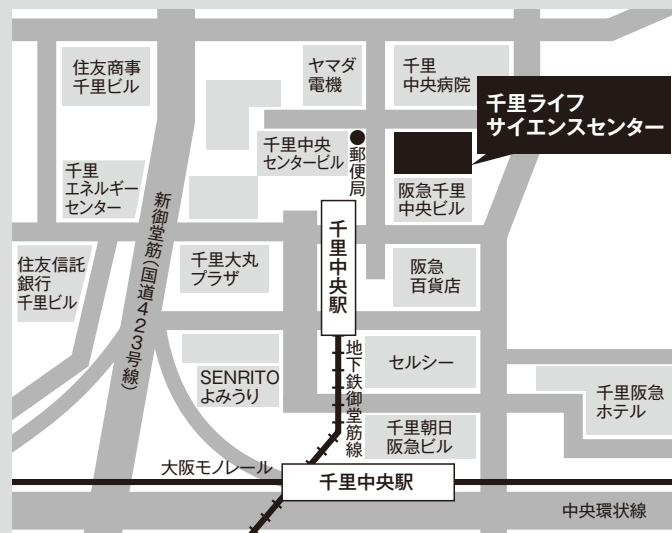 住友商事
千里ビル
ヤマダ
電機
千里
中央病院
千里ライフ
サイエンスセンター
千里中央
センタービル
郵便局
千里
エネルギー
センター
阪急千里
中央ビル
新御堂筋(国道423号線)
千里中央駅
住友信託
銀行
千里ビル
千里大丸
プラザ
阪急
百貨店
地下鉄御堂筋線
セルシー
SENRITO
よみうり
千里阪急
ホテル
千里朝日
阪急ビル
大阪モノレール
千里中央駅
中央環状線